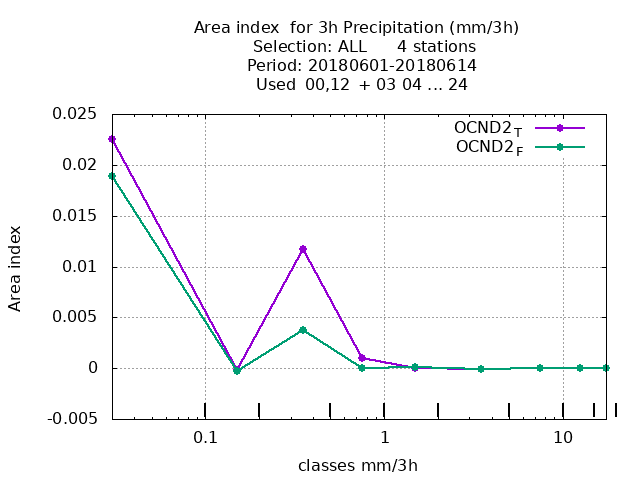 Area index  for 3h Precipitation (mm/3h)
Selection: ALL      4 stations
Period: 20180601-20180614
Used  00,12  + 03 04 ... 24
OCND2_T
OCND2_F
0.025
0.02
0.015
0.01
0.005
0
-0.005
Area index
0.1
1
10
classes mm/3h